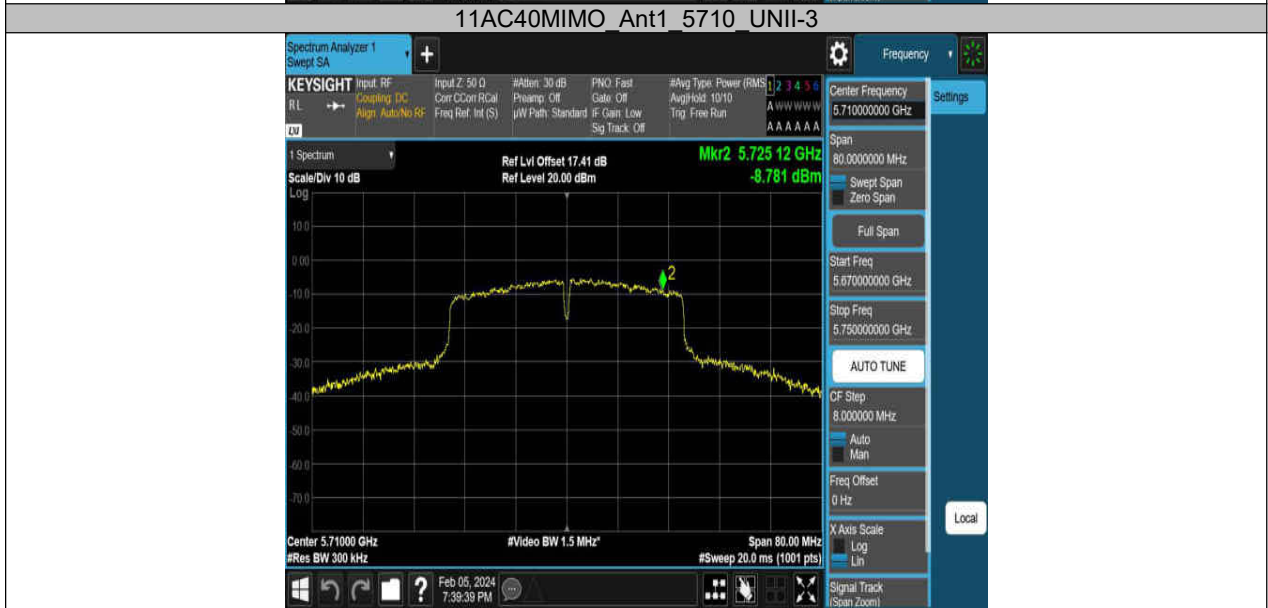 11AC40MIMO_Ant1_5710_UNII-3
Spectrum Analyzer 1
Swept SA
+
Frequency
KEYSIGHT
RL
LXI
Input: RF
Coupling: DC
Align: Auto/No RF
Input Z: 50 Ω
Corr CCorr RCal
Freq Ref: Int (S)
#Atten: 30 dB
Preamp: Off
µW Path: Standard
PNO: Fast
Gate: Off
IF Gain: Low
Sig Track: Off
#Avg Type: Power (RMS
Avg|Hold: 10/10
Trig: Free Run
1 2 3 4 5 6
A W W W W W
A A A A A A
1 Spectrum
Scale/Div 10 dB
Log
Ref Lvl Offset 17.41 dB
Ref Level 20.00 dBm
Mkr2 5.725 12 GHz
-8.781 dBm
10.0
0.00
-10.0
-20.0
-30.0
-40.0
-50.0
-60.0
-70.0
2
Center 5.71000 GHz
#Res BW 300 kHz
#Video BW 1.5 MHz*
Span 80.00 MHz
#Sweep 20.0 ms (1001 pts)
?
Feb 05, 2024
7:39:39 PM
Center Frequency
5.710000000 GHz
Settings
Span
80.0000000 MHz
Swept Span
Zero Span
Full Span
Start Freq
5.670000000 GHz
Stop Freq
5.750000000 GHz
AUTO TUNE
CF Step
8.000000 MHz
Auto
Man
Freq Offset
0 Hz
Local
X Axis Scale
Log
Lin
Signal Track
(Span Zoom)